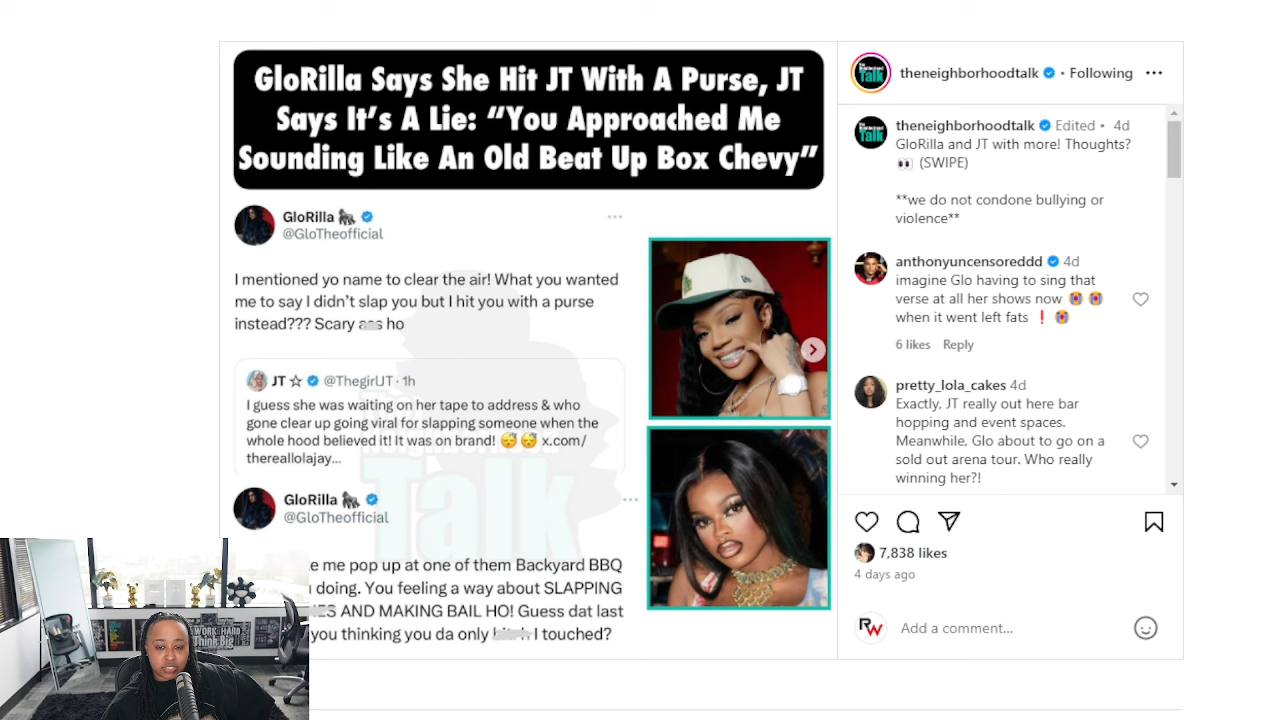 GloRilla Says She Hit JT With A Purse, JT
Says It's A Lie: "You Approached Me
Sounding Like An Old Beat Up Box Chevy"
GloRilla 🦍
@GloTheofficial
I mentioned yo name to clear the air! What you wanted
me to say I didn't slap you but I hit you with a purse
instead??? Scary ho
JT ☆ @ThegirlJT · 1h
I guess she was waiting on her tape to address & who
gone clear up going viral for slapping someone when the
whole hood believed it! It was on brand! 😴😴 x.com/
thereallolajay...
GloRilla 🦍
@GloTheofficial
e me pop up at one of them Backyard BBQ
doing. You feeling a way about SLAPPING
ES AND MAKING BAIL HO! Guess dat last
you thinking you da only I touched?
Talk
WORK HARD
Think Big
Talk
theneighborhoodtalk • Following
Talk
theneighborhoodtalk Edited • 4d
GloRilla and JT with more! Thoughts?
👀 (SWIPE)
**we do not condone bullying or
violence**
anthonyuncensoreddd 4d
imagine Glo having to sing that
verse at all her shows now 😭 😭
when it went left fats ❗ 😭
6 likes Reply
pretty_lola_cakes 4d
Exactly, JT really out here bar
hopping and event spaces.
Meanwhile, Glo about to go on a
sold out arena tour. Who really
winning her?!
7,838 likes
4 days ago
RW
Add a comment...